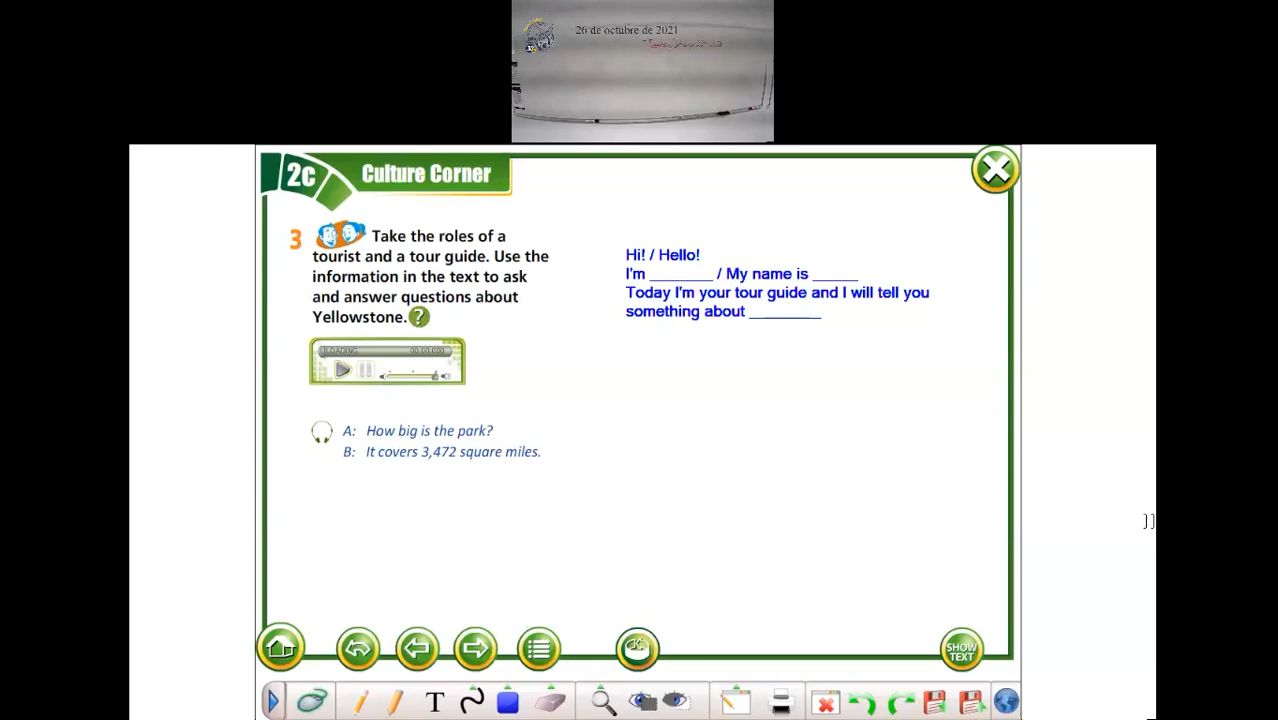 26 de octubre de 2021
2c Culture Corner
3 Take the roles of a
tourist and a tour guide. Use the
information in the text to ask
and answer questions about
Yellowstone. ?
LOADING
A: How big is the park?
B: It covers 3,472 square miles.
Hi! / Hello!
I'm _______ / My name is _____
Today I'm your tour guide and I will tell you
something about ________
SHOW
TEXT
T